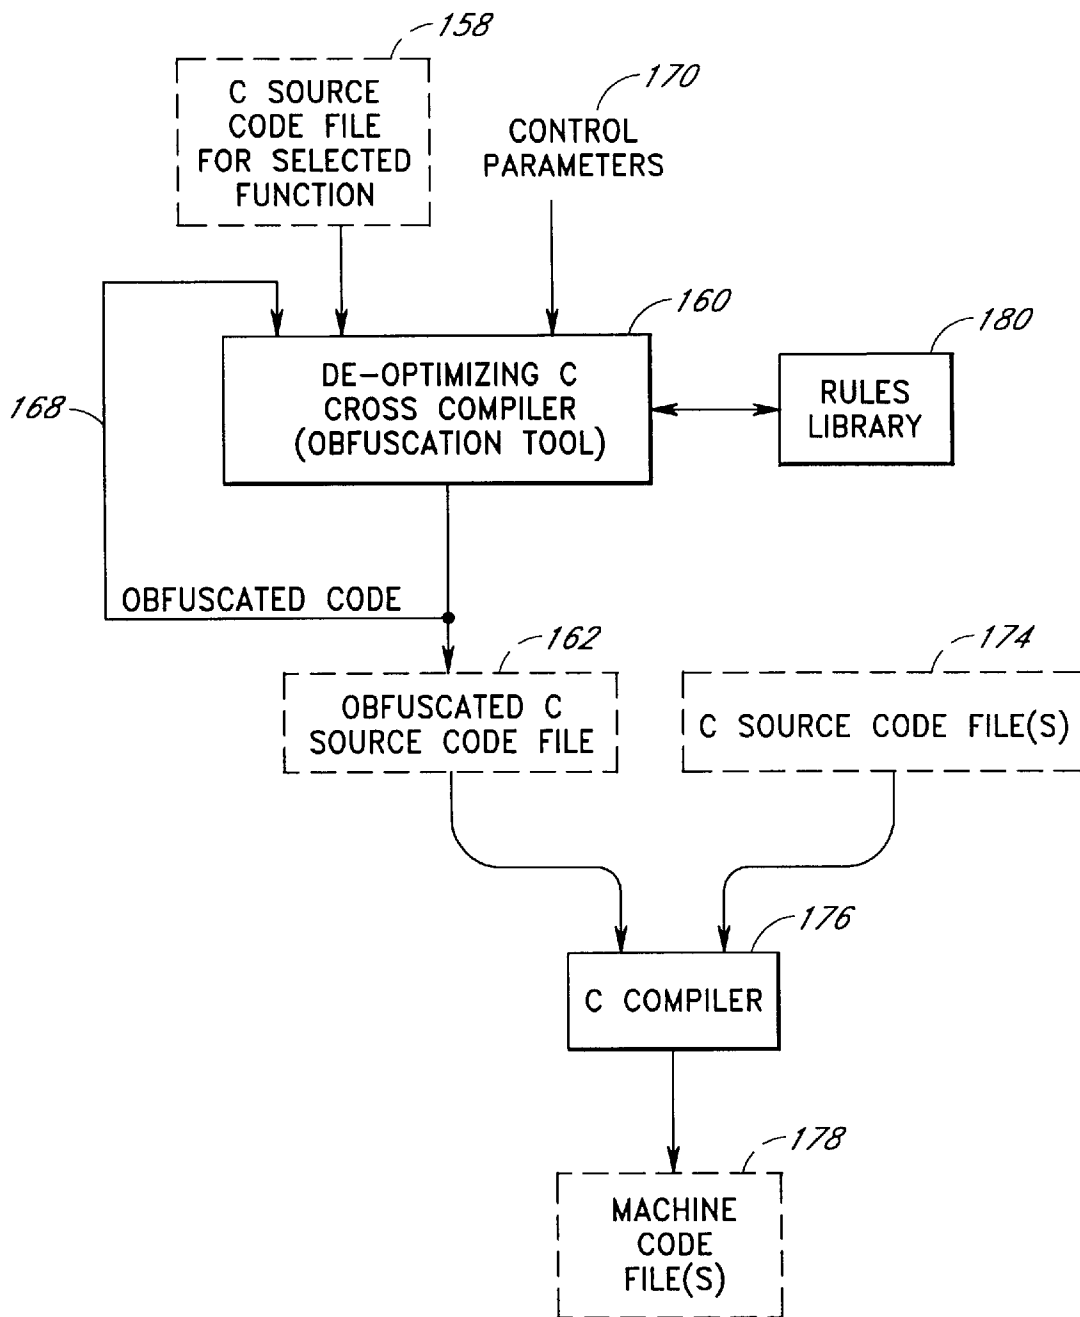 158
C SOURCE
CODE FILE
FOR SELECTED
FUNCTION
170
CONTROL
PARAMETERS
160
DE-OPTIMIZING C
CROSS COMPILER
(OBFUSCATION TOOL)
180
RULES
LIBRARY
168
OBFUSCATED CODE
162
OBFUSCATED C
SOURCE CODE FILE
174
C SOURCE CODE FILE(S)
176
C COMPILER
178
MACHINE
CODE
FILE(S)